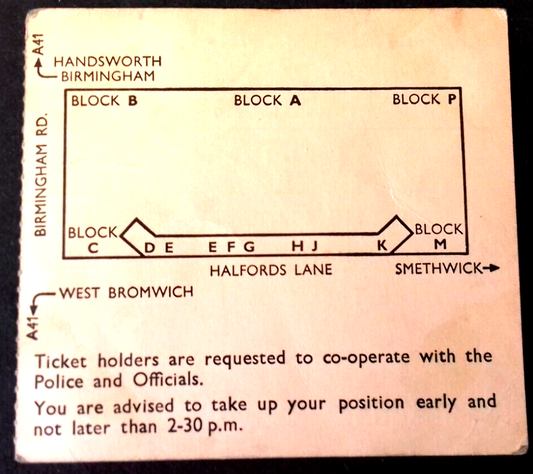 A41
HANDSWORTH
BIRMINGHAM
BLOCK B BLOCK A BLOCK P
BIRMINGHAM RD.
BLOCK
C
D E E F G H J K
BLOCK
M
HALFORDS LANE SMETHWICK
WEST BROMWICH
A41
Ticket holders are requested to co-operate with the
Police and Officials.
You are advised to take up your position early and
not later than 2-30 p.m.